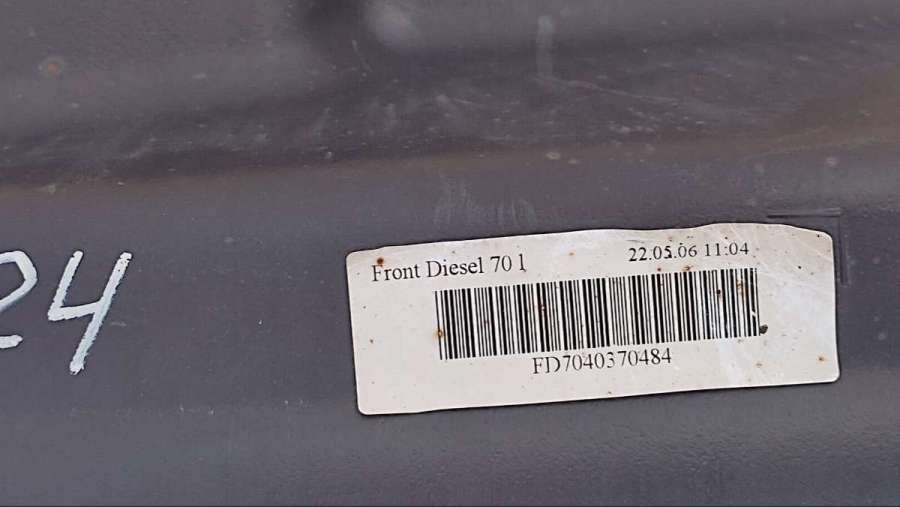 24
Front Diesel 70 l
22.05.06 11:04
FD7040370484